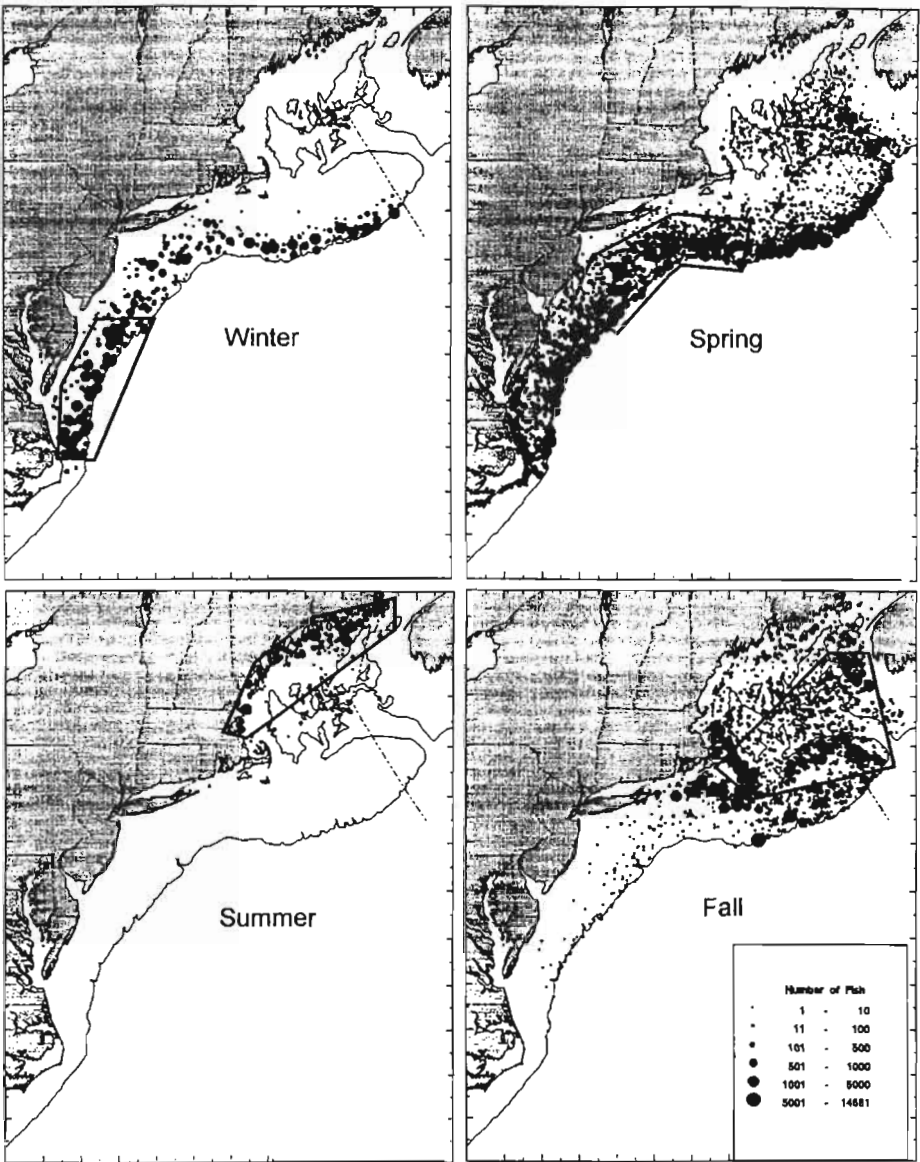 Winter
Spring
Summer
Fall
Number of Fish
1 - 10
11 - 100
101 - 500
501 - 1000
1001 - 5000
5001 - 14681